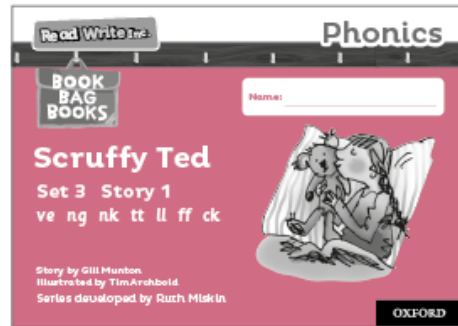 Read Write Inc.
Phonics
BOOK
BAG
BOOKS
Name:
Scruffy Ted
Set 3 Story 1
ve ng nk tt ll ff ck
Story by Gill Munton
Illustrated by Tim Archbold
Series developed by Ruth Miskin
OXFORD